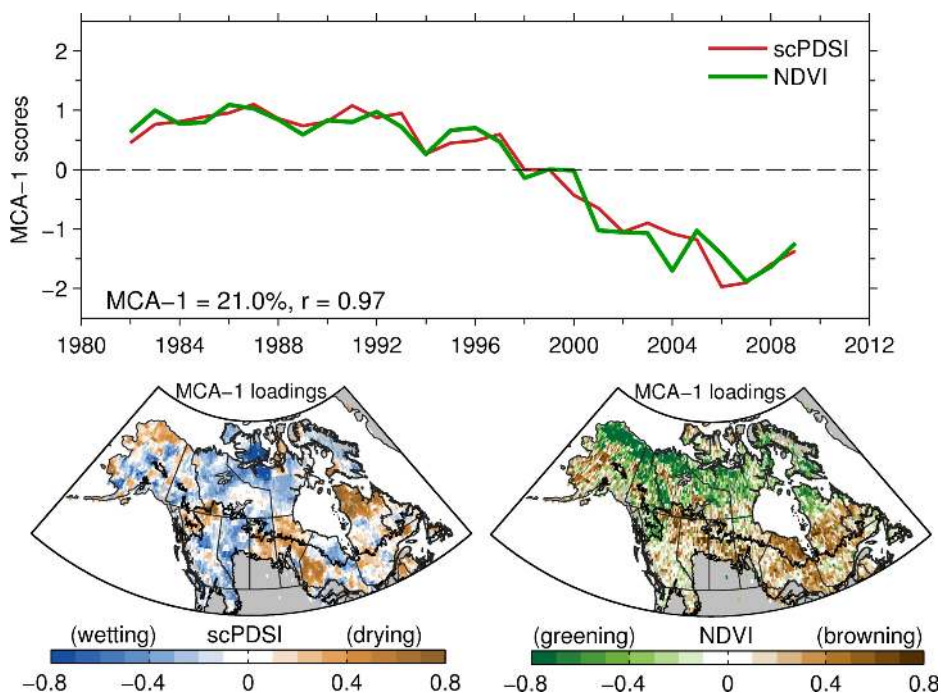 2
1
0
−1
−2
MCA−1 scores
scPDSI
NDVI
MCA−1 = 21.0%, r = 0.97
1980 1984 1988 1992 1996 2000 2004 2008 2012
MCA−1 loadings
(wetting) scPDSI (drying)
−0.8 −0.4 0 0.4 0.8
MCA−1 loadings
(greening) NDVI (browning)
−0.8 −0.4 0 0.4 0.8